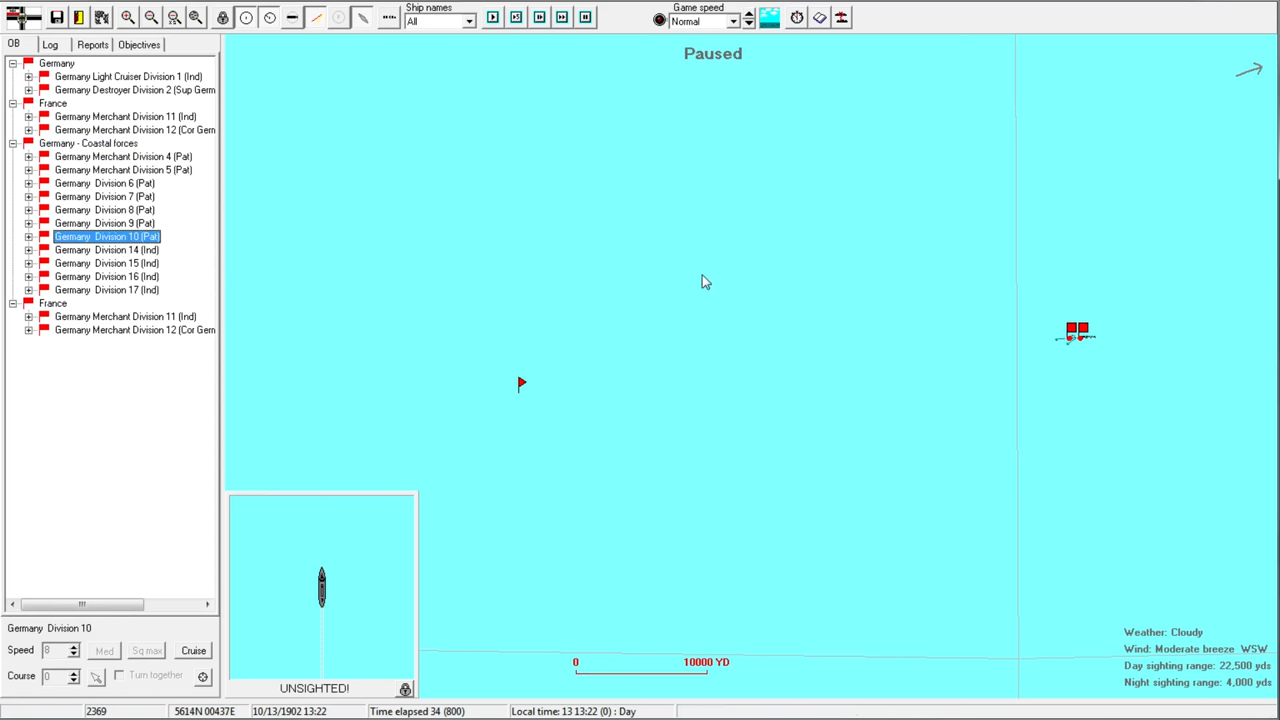 Ship names
All
Game speed
Normal
OB
Log
Reports
Objectives
Germany
Germany Light Cruiser Division 1 (Ind)
Germany Destroyer Division 2 (Sup Germ
France
Germany Merchant Division 11 (Ind)
Germany Merchant Division 12 (Cor Germ
Germany - Coastal forces
Germany Merchant Division 4 (Pat)
Germany Merchant Division 5 (Pat)
Germany Division 6 (Pat)
Germany Division 7 (Pat)
Germany Division 8 (Pat)
Germany Division 9 (Pat)
Germany Division 10 (Pat)
Germany Division 14 (Ind)
Germany Division 15 (Ind)
Germany Division 16 (Ind)
Germany Division 17 (Ind)
France
Germany Merchant Division 11 (Ind)
Germany Merchant Division 12 (Cor Germ
Germany Division 10
Speed 8 Med Sq max Cruise
Course 0 Turn together
Paused
UNSIGHTED!
0 10000 YD
Weather: Cloudy
Wind: Moderate breeze WSW
Day sighting range: 22,500 yds
Night sighting range: 4,000 yds
2369 5614N 00437E 10/13/1902 13:22 Time elapsed 34 (800) Local time: 13 13:22 (0) : Day